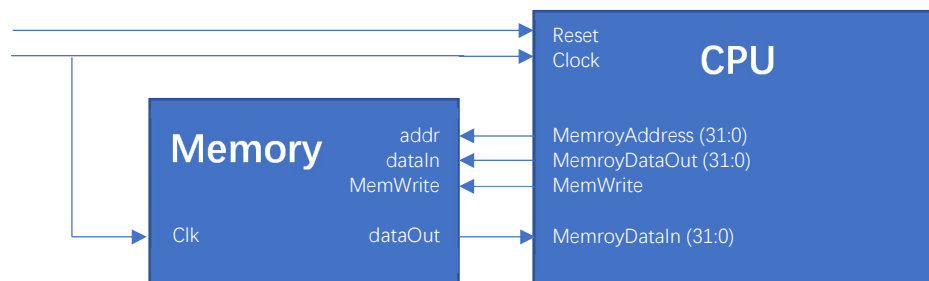 Reset
Clock
CPU
Memory
addr
dataIn
MemWrite
Clk
dataOut
MemroyAddress (31:0)
MemroyDataOut (31:0)
MemWrite
MemroyDataIn (31:0)